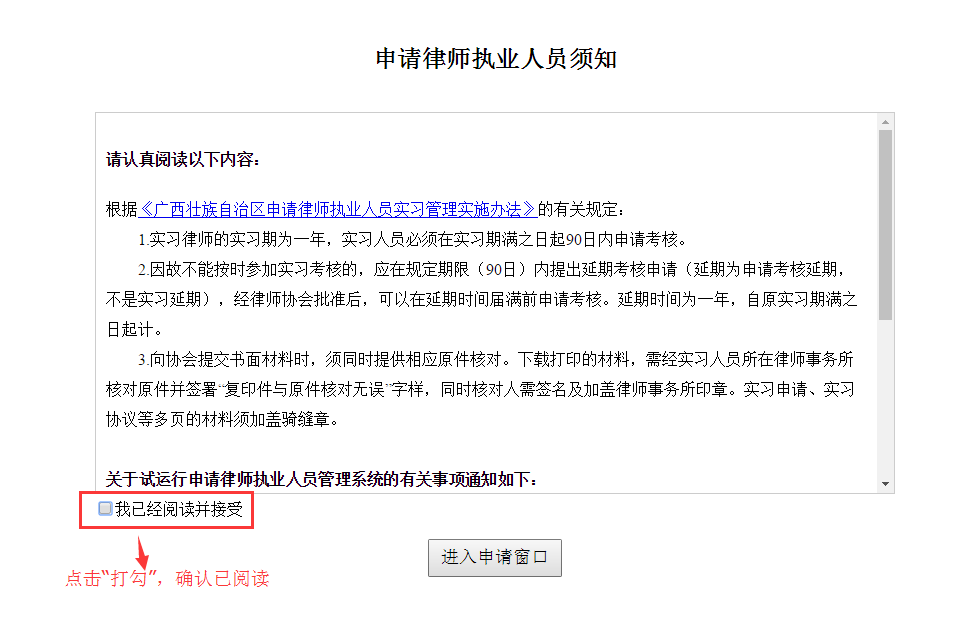 申请律师执业人员须知
请认真阅读以下内容：
根据《广西壮族自治区申请律师执业人员实习管理实施办法》的有关规定：
1.实习律师的实习期为一年，实习人员必须在实习期满之日起90日内申请考核。
2.因故不能按时参加实习考核的，应在规定期限（90日）内提出延期考核申请（延期为申请考核延期，
不是实习延期），经律师协会批准后，可以在延期时间届满前申请考核。延期时间为一年，自原实习期满之
日起计。
3.向协会提交书面材料时，须同时提供相应原件核对。下载打印的材料，需经实习人员所在律师事务所
核对原件并签署“复印件与原件核对无误”字样，同时核对人需签名及加盖律师事务所印章。实习申请、实习
协议等多页的材料须加盖骑缝章。
关于试运行申请律师执业人员管理系统的有关事项通知如下：
我已经阅读并接受
进入申请窗口
点击“打勾”，确认已阅读